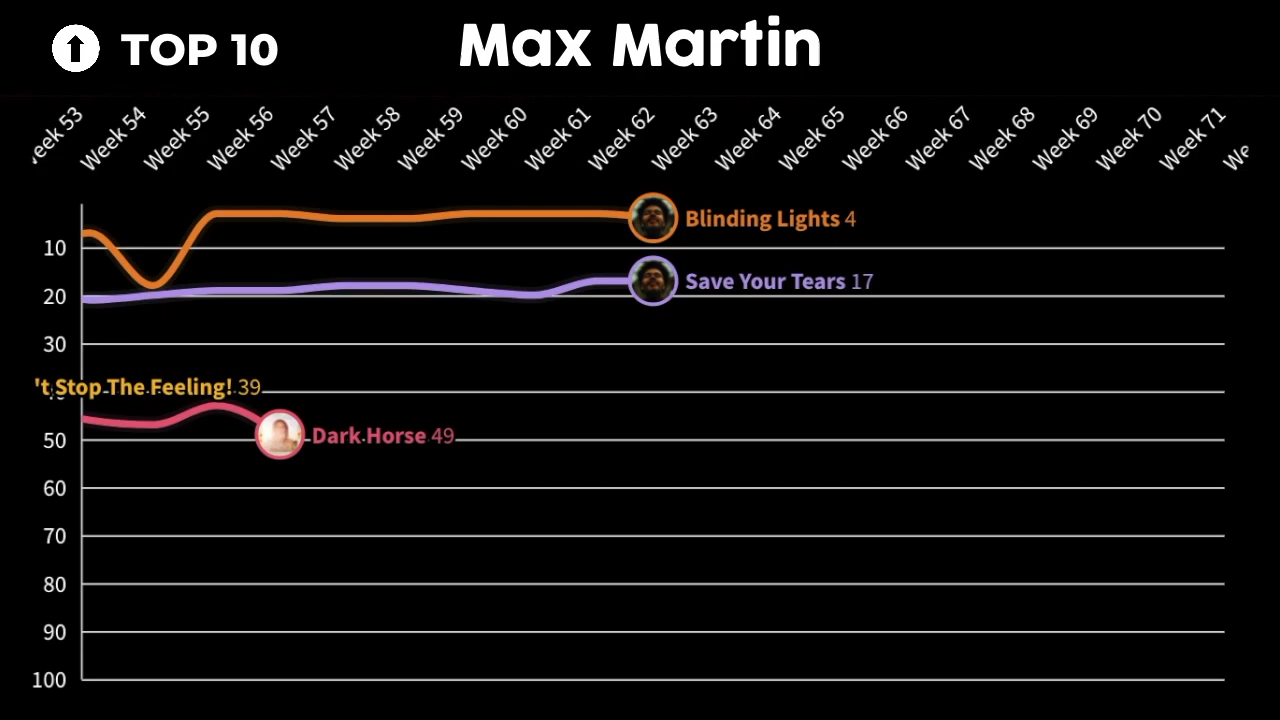 TOP 10
Max Martin
Week 53
Week 54
Week 55
Week 56
Week 57
Week 58
Week 59
Week 60
Week 61
Week 62
Week 63
Week 64
Week 65
Week 66
Week 67
Week 68
Week 69
Week 70
Week 71
We
Blinding Lights 4
10
Save Your Tears 17
20
30
't Stop The Feeling! 39
Dark Horse 49
50
60
70
80
90
100